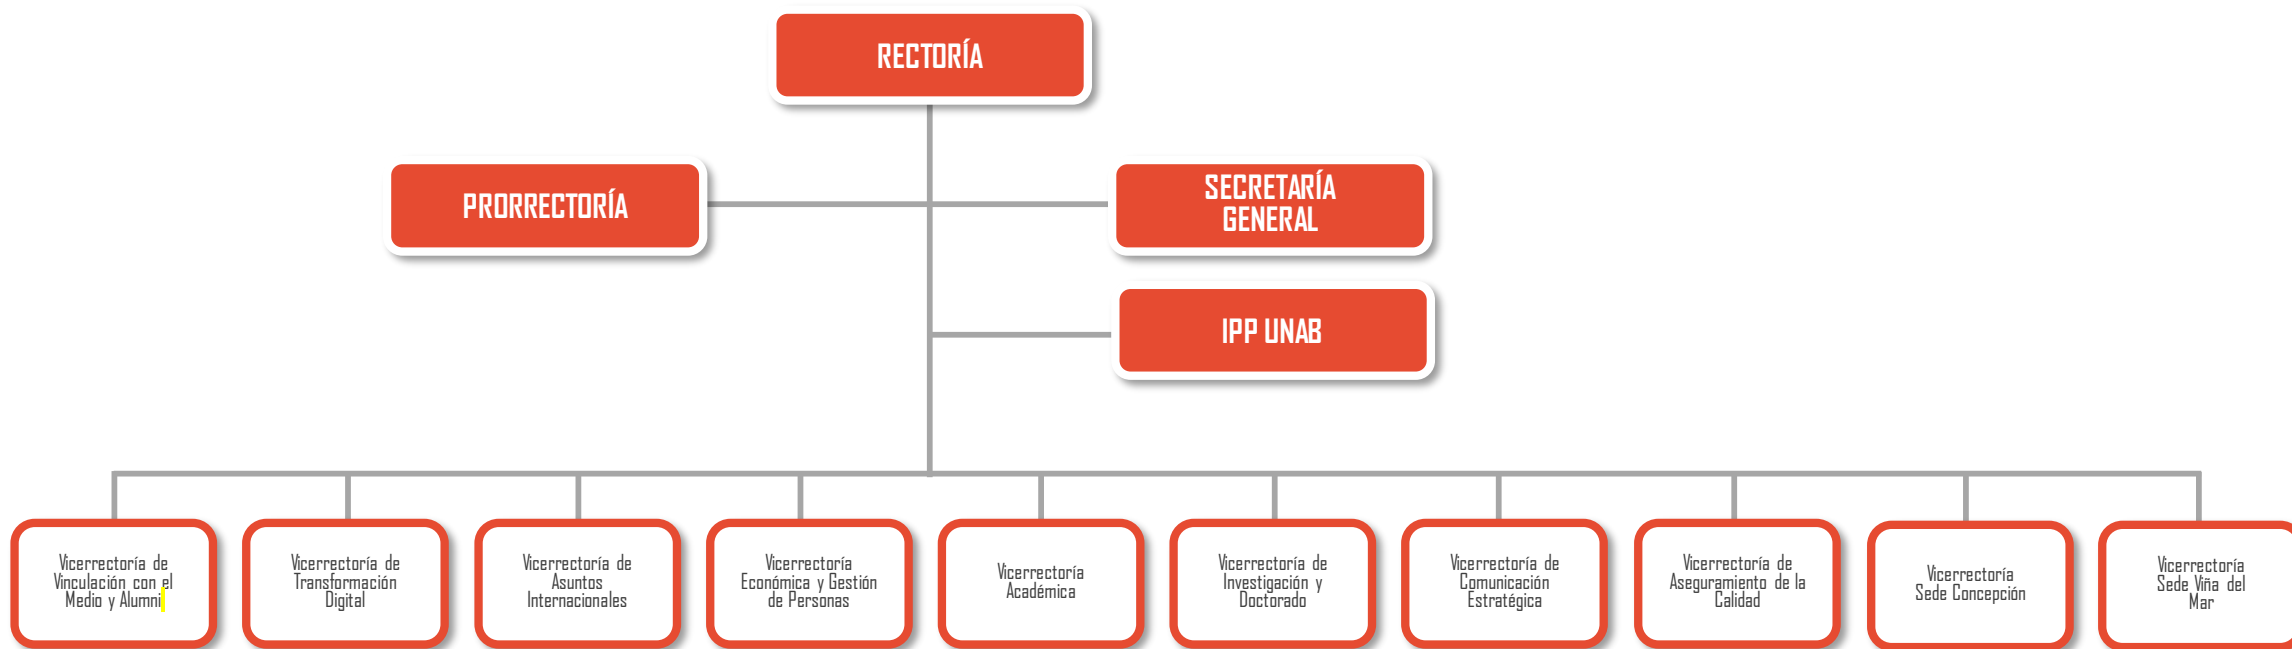 RECTORÍA
PRORRECTORÍA
SECRETARÍA
GENERAL
IPP UNAB
Vicerrectoría de
Vinculación con el
Medio y Alumni
Vicerrectoría de
Transformación
Digital
Vicerrectoría de
Asuntos
Internacionales
Vicerrectoría
Económica y Gestión
de Personas
Vicerrectoría
Académica
Vicerrectoría de
Investigación y
Doctorado
Vicerrectoría de
Comunicación
Estratégica
Vicerrectoría de
Aseguramiento de la
Calidad
Vicerrectoría
Sede Concepción
Vicerrectoría
Sede Viña del
Mar